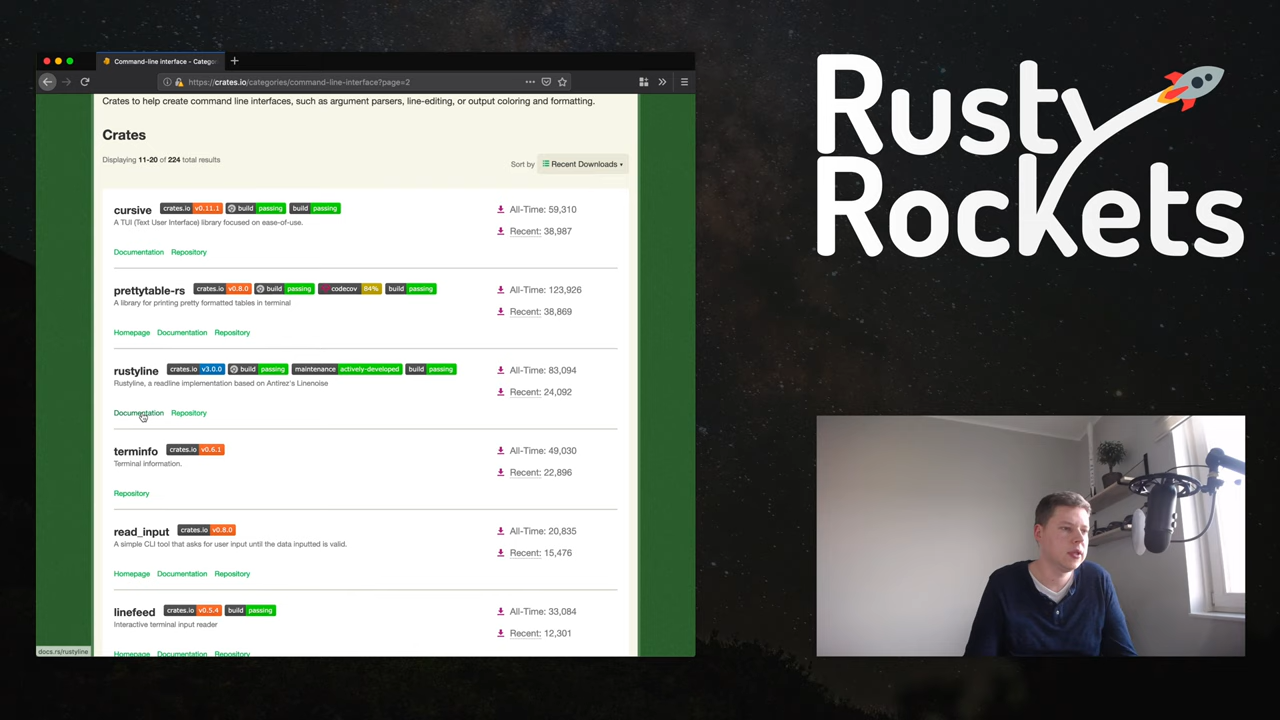 Command-line interface - Catego
https://crates.io/categories/command-line-interface?page=2
Crates to help create command line interfaces, such as argument parsers, line-editing, or output coloring and formatting.
Crates
Displaying 11-20 of 224 total results
Sort by Recent Downloads
cursive crates.io v0.11.1 build passing build passing
All-Time: 59,310
A TUI (Text User Interface) library focused on ease-of-use.
Recent: 38,987
Documentation Repository
prettytable-rs crates.io v0.8.0 build passing codecov 84% build passing
All-Time: 123,926
A library for printing pretty formatted tables in terminal
Recent: 38,869
Homepage Documentation Repository
rustyline crates.io v3.0.0 build passing maintenance actively-developed build passing
All-Time: 83,094
Rustyline, a readline implementation based on Antirez's Linenoise
Recent: 24,092
Documentation Repository
terminfo crates.io v0.6.1
All-Time: 49,030
Terminal information.
Recent: 22,896
Repository
read_input crates.io v0.8.0
All-Time: 20,835
A simple CLI tool that asks for user input until the data inputted is valid.
Recent: 15,476
Homepage Documentation Repository
linefeed crates.io v0.5.4 build passing
All-Time: 33,084
Interactive terminal input reader
Recent: 12,301
Homepage Documentation Repository
docs.rs/rustyline
Rusty
Rockets